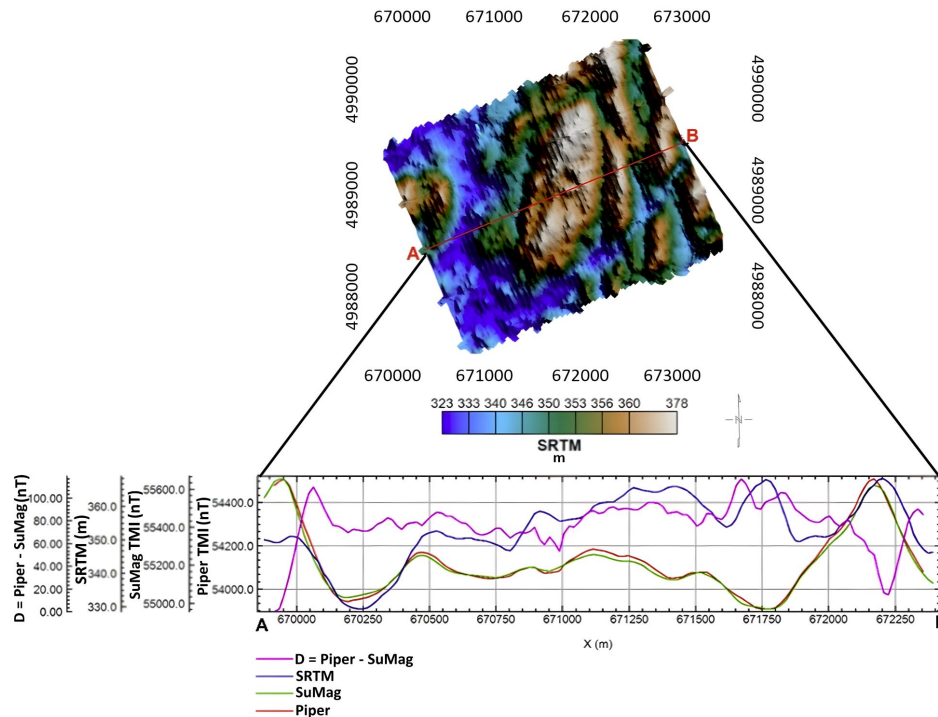 670000 671000 672000 673000
4990000 4989000 4988000
4990000 4989000 4988000
A
B
670000 671000 672000 673000
323 333 340 346 350 353 356 360 378
SRTM
m
N
D = Piper - SuMag(nT)
100.00
80.00
60.00
40.00
20.00
0.00
SRTM (m)
360.0
350.0
340.0
330.0
SuMag TMI (nT)
55600.0
55400.0
55200.0
55000.0
Piper TMI (nT)
54400.0
54200.0
54000.0
A
670000 670250 670500 670750 671000 671250 671500 671750 672000 672250
X (m)
D = Piper - SuMag
SRTM
SuMag
Piper